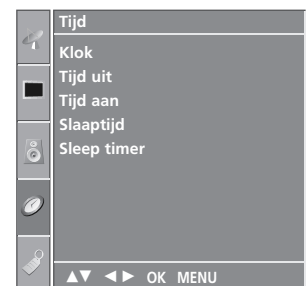 Tijd
Klok
Tijd uit
Tijd aan
Slaaptijd
Sleep timer
▲▼ ◄► OK MENU